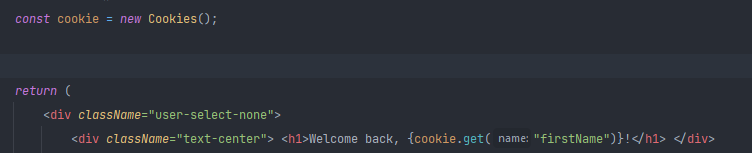 const cookie = new Cookies();
return (
<div className="user-select-none">
<div className="text-center"> <h1>Welcome back, {cookie.get( name: "firstName")}!</h1> </div>